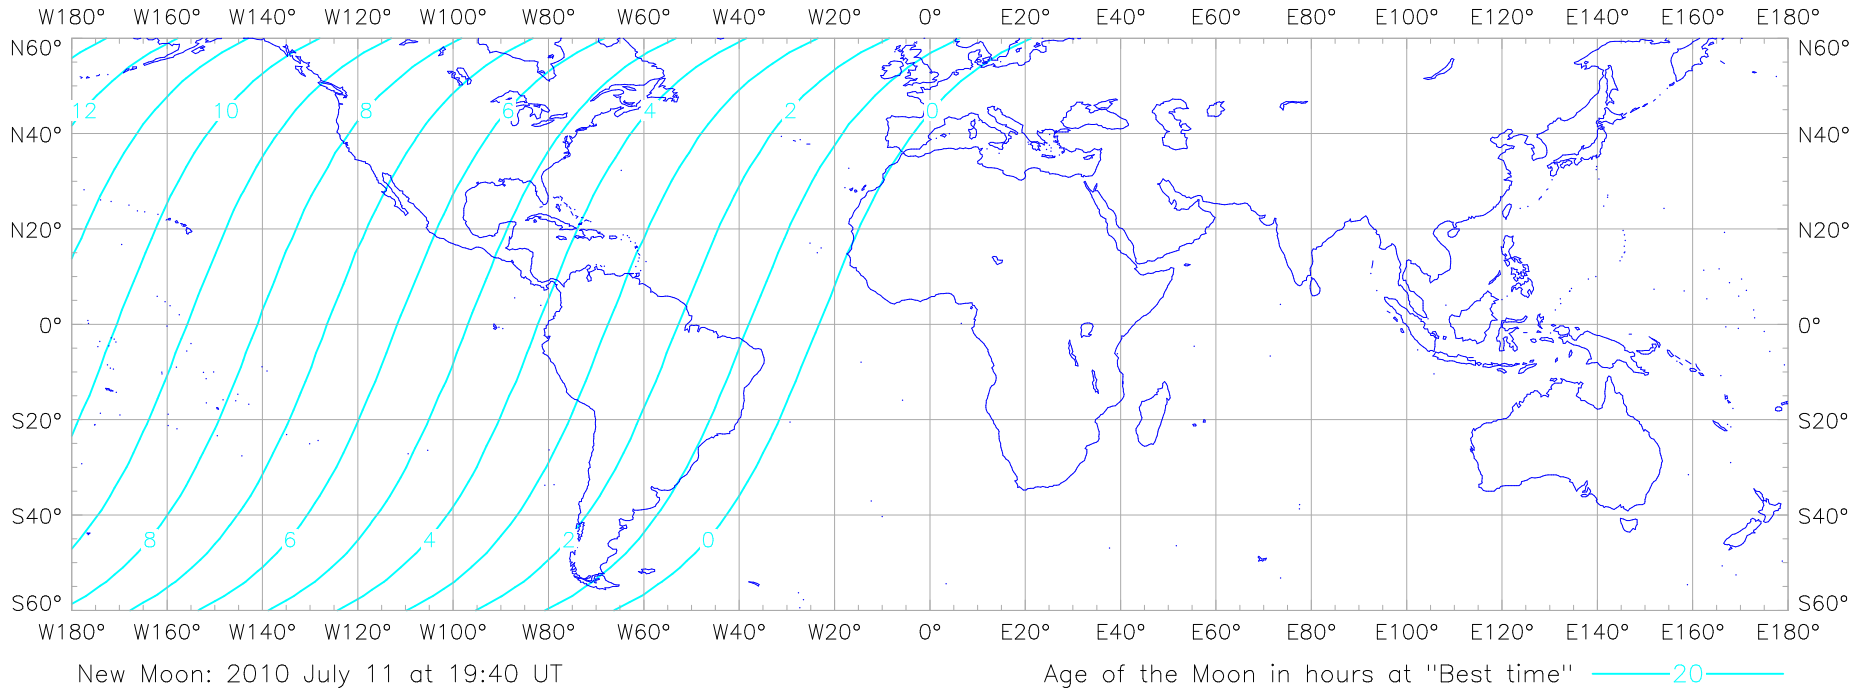 W180° W160° W140° W120° W100° W80° W60° W40° W20° 0° E20° E40° E60° E80° E100° E120° E140° E160° E180°
N60° N60°
12 10 8 6 4 2 0
N40° N40°
N20° N20°
0° 0°
S20° S20°
S40° S40°
8 6 4 2 0
S60° S60°
W180° W160° W140° W120° W100° W80° W60° W40° W20° 0° E20° E40° E60° E80° E100° E120° E140° E160° E180°
New Moon: 2010 July 11 at 19:40 UT Age of the Moon in hours at "Best time" 20